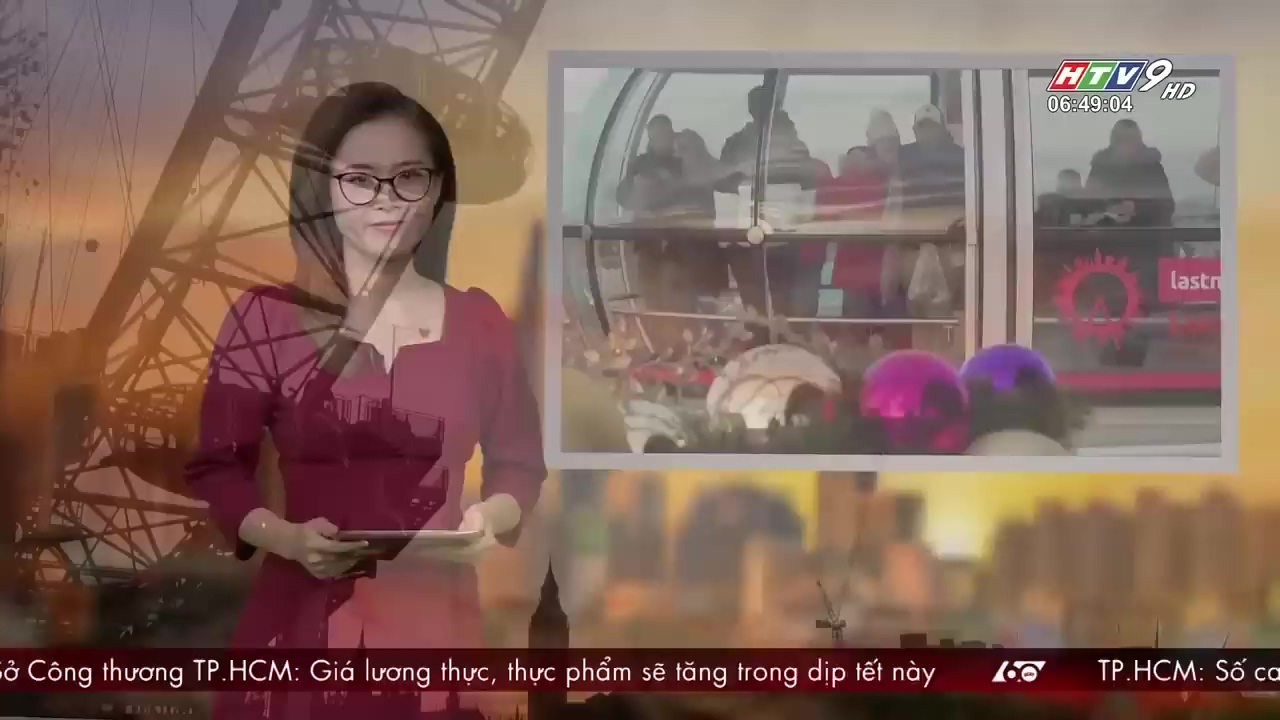 HTV9 HD
06:49:04
lastm
Sở Công thương TP.HCM: Giá lương thực, thực phẩm sẽ tăng trong dịp tết này 60 TP.HCM: Số ca